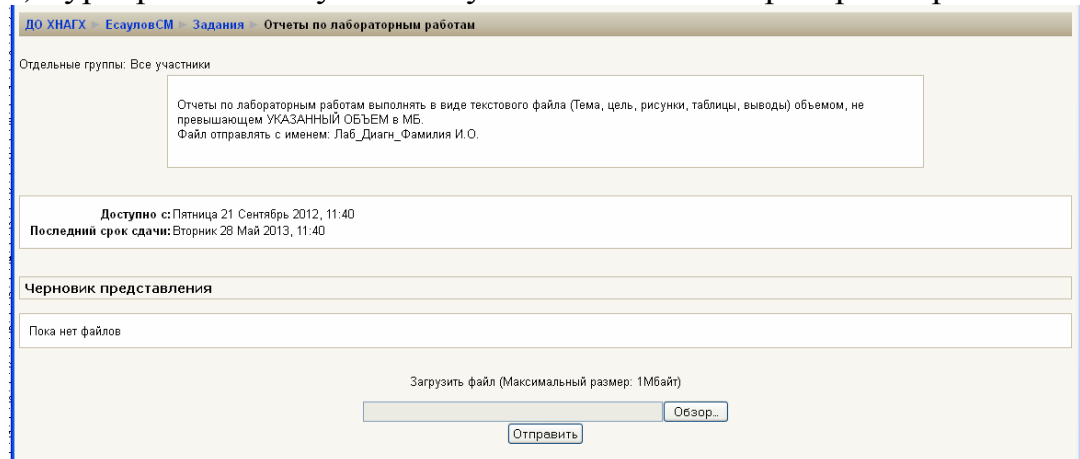 ДО ХНАГХ ► ЕсауловСМ ► Задания ► Отчеты по лабораторным работам
Отдельные группы: Все участники
Отчеты по лабораторным работам выполнять в виде текстового файла (Тема, цель, рисунки, таблицы, выводы) объемом, не
превышающем УКАЗАННЫЙ ОБЪЕМ в МБ.
Файл отправлять с именем: Лаб_Диагн_Фамилия И.О.
Доступно с: Пятница 21 Сентябрь 2012, 11:40
Последний срок сдачи: Вторник 28 Май 2013, 11:40
Черновик представления
Пока нет файлов
Загрузить файл (Максимальный размер: 1Мбайт)
Обзор...
Отправить